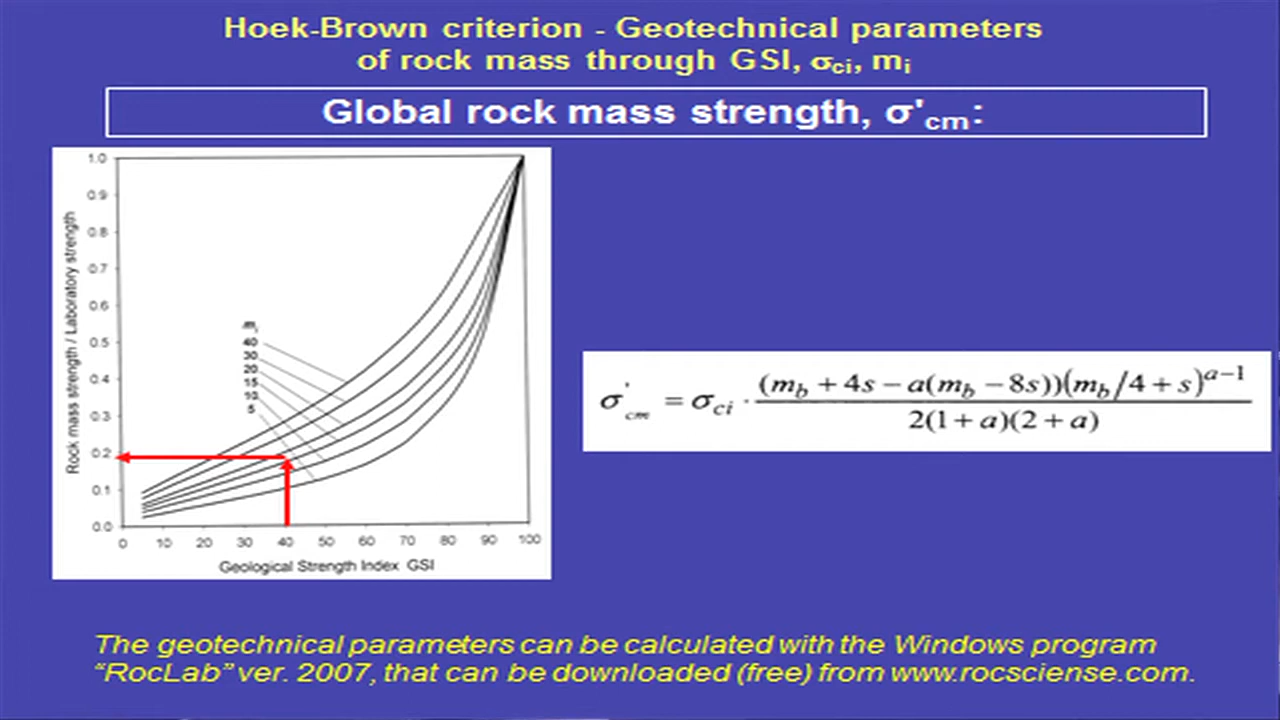 Hoek-Brown criterion - Geotechnical parameters
of rock mass through GSI, σci, mi
Global rock mass strength, σ'cm:
1.0
0.9
0.8
0.7
0.6
0.5
0.4
0.3
0.2
0.1
0.0
Rock mass strength / Laboratory strength
mi
40
30
20
15
10
5
0 10 20 30 40 50 60 70 80 90 100
Geological Strength Index GSI
σ'cm = σci · (mb + 4s − a(mb − 8s))(mb/4 + s)^a−1
2(1 + a)(2 + a)
The geotechnical parameters can be calculated with the Windows program
“RocLab” ver. 2007, that can be downloaded (free) from www.rocsciense.com.